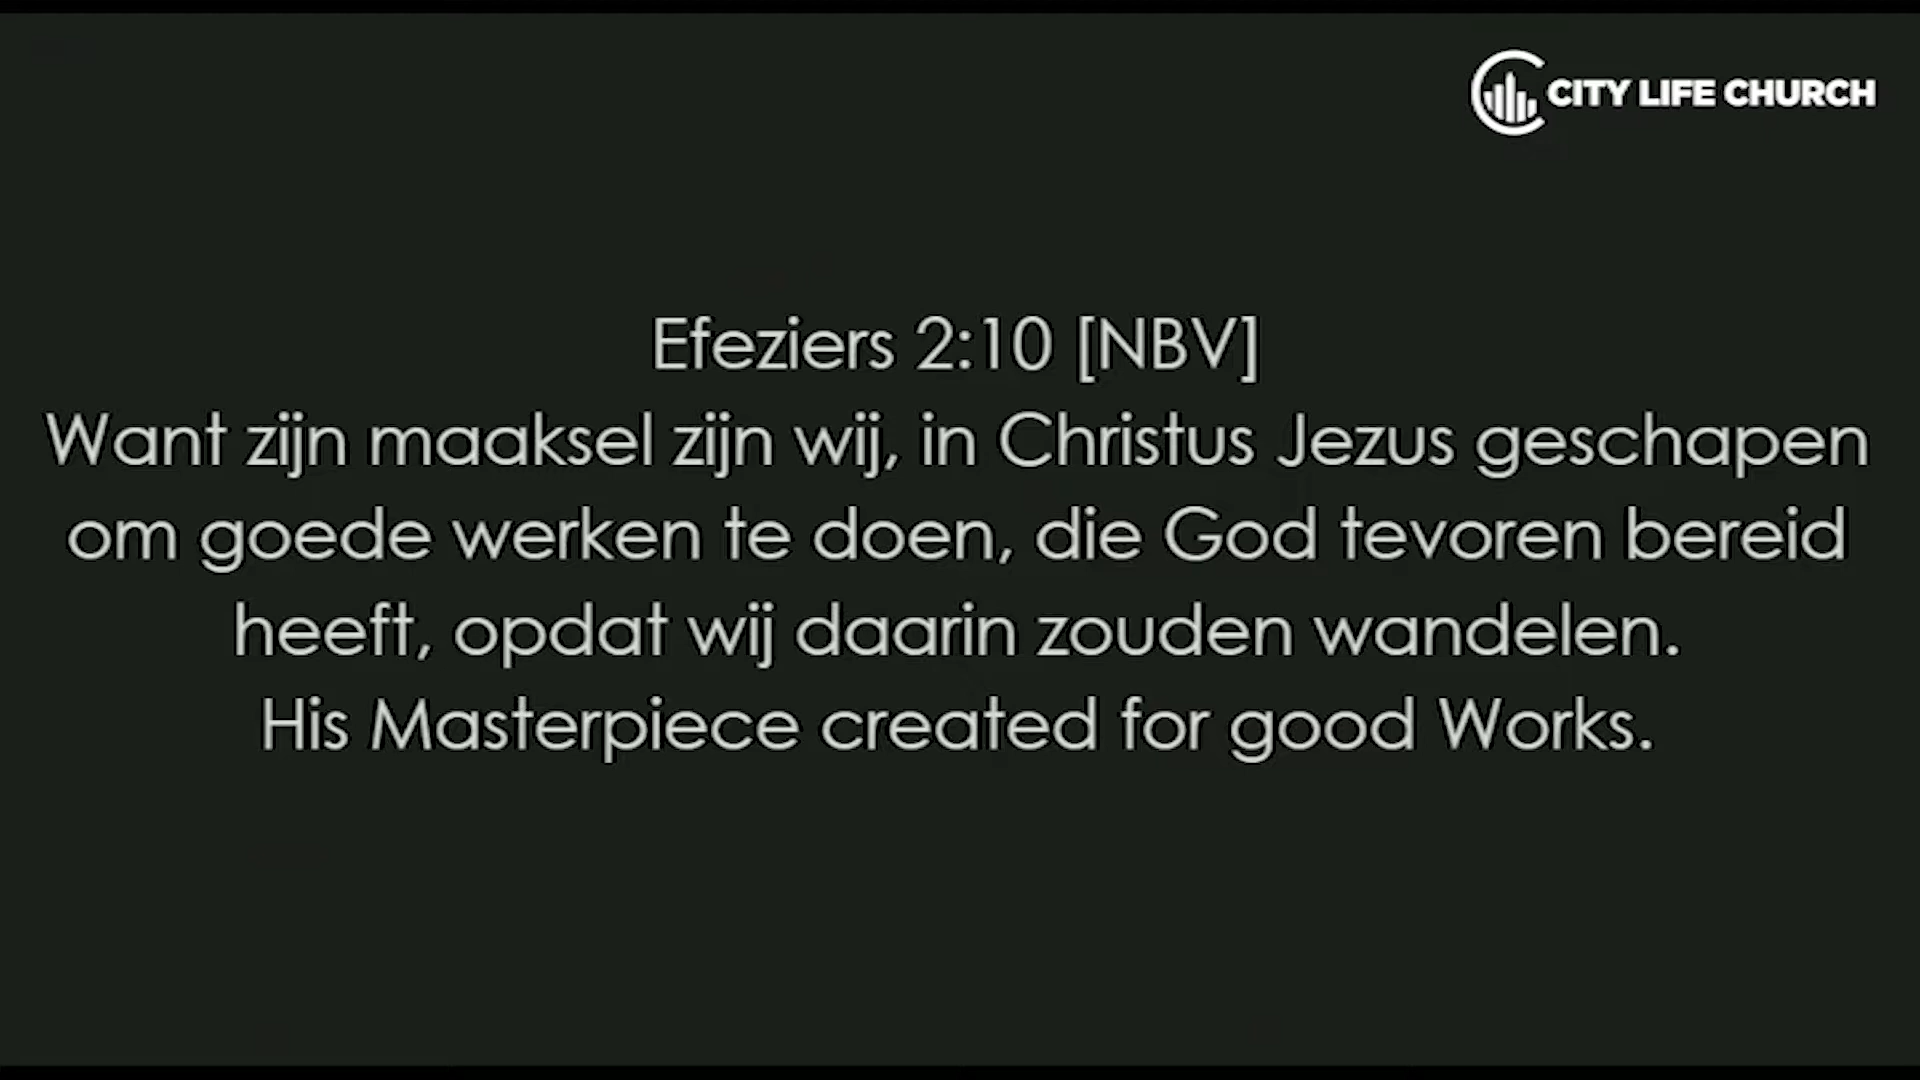 CITY LIFE CHURCH
Efeziers 2:10 [NBV]
Want zijn maaksel zijn wij, in Christus Jezus geschapen
om goede werken te doen, die God tevoren bereid
heeft, opdat wij daarin zouden wandelen.
His Masterpiece created for good Works.